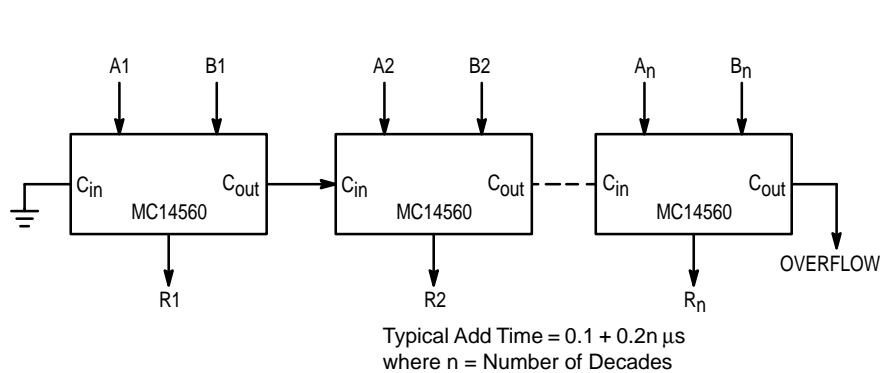 A1 B1 A2 B2 An Bn
Cin Cout Cin Cout Cin Cout
MC14560 MC14560 MC14560
OVERFLOW
R1 R2 Rn
Typical Add Time = 0.1 + 0.2n μs
where n = Number of Decades